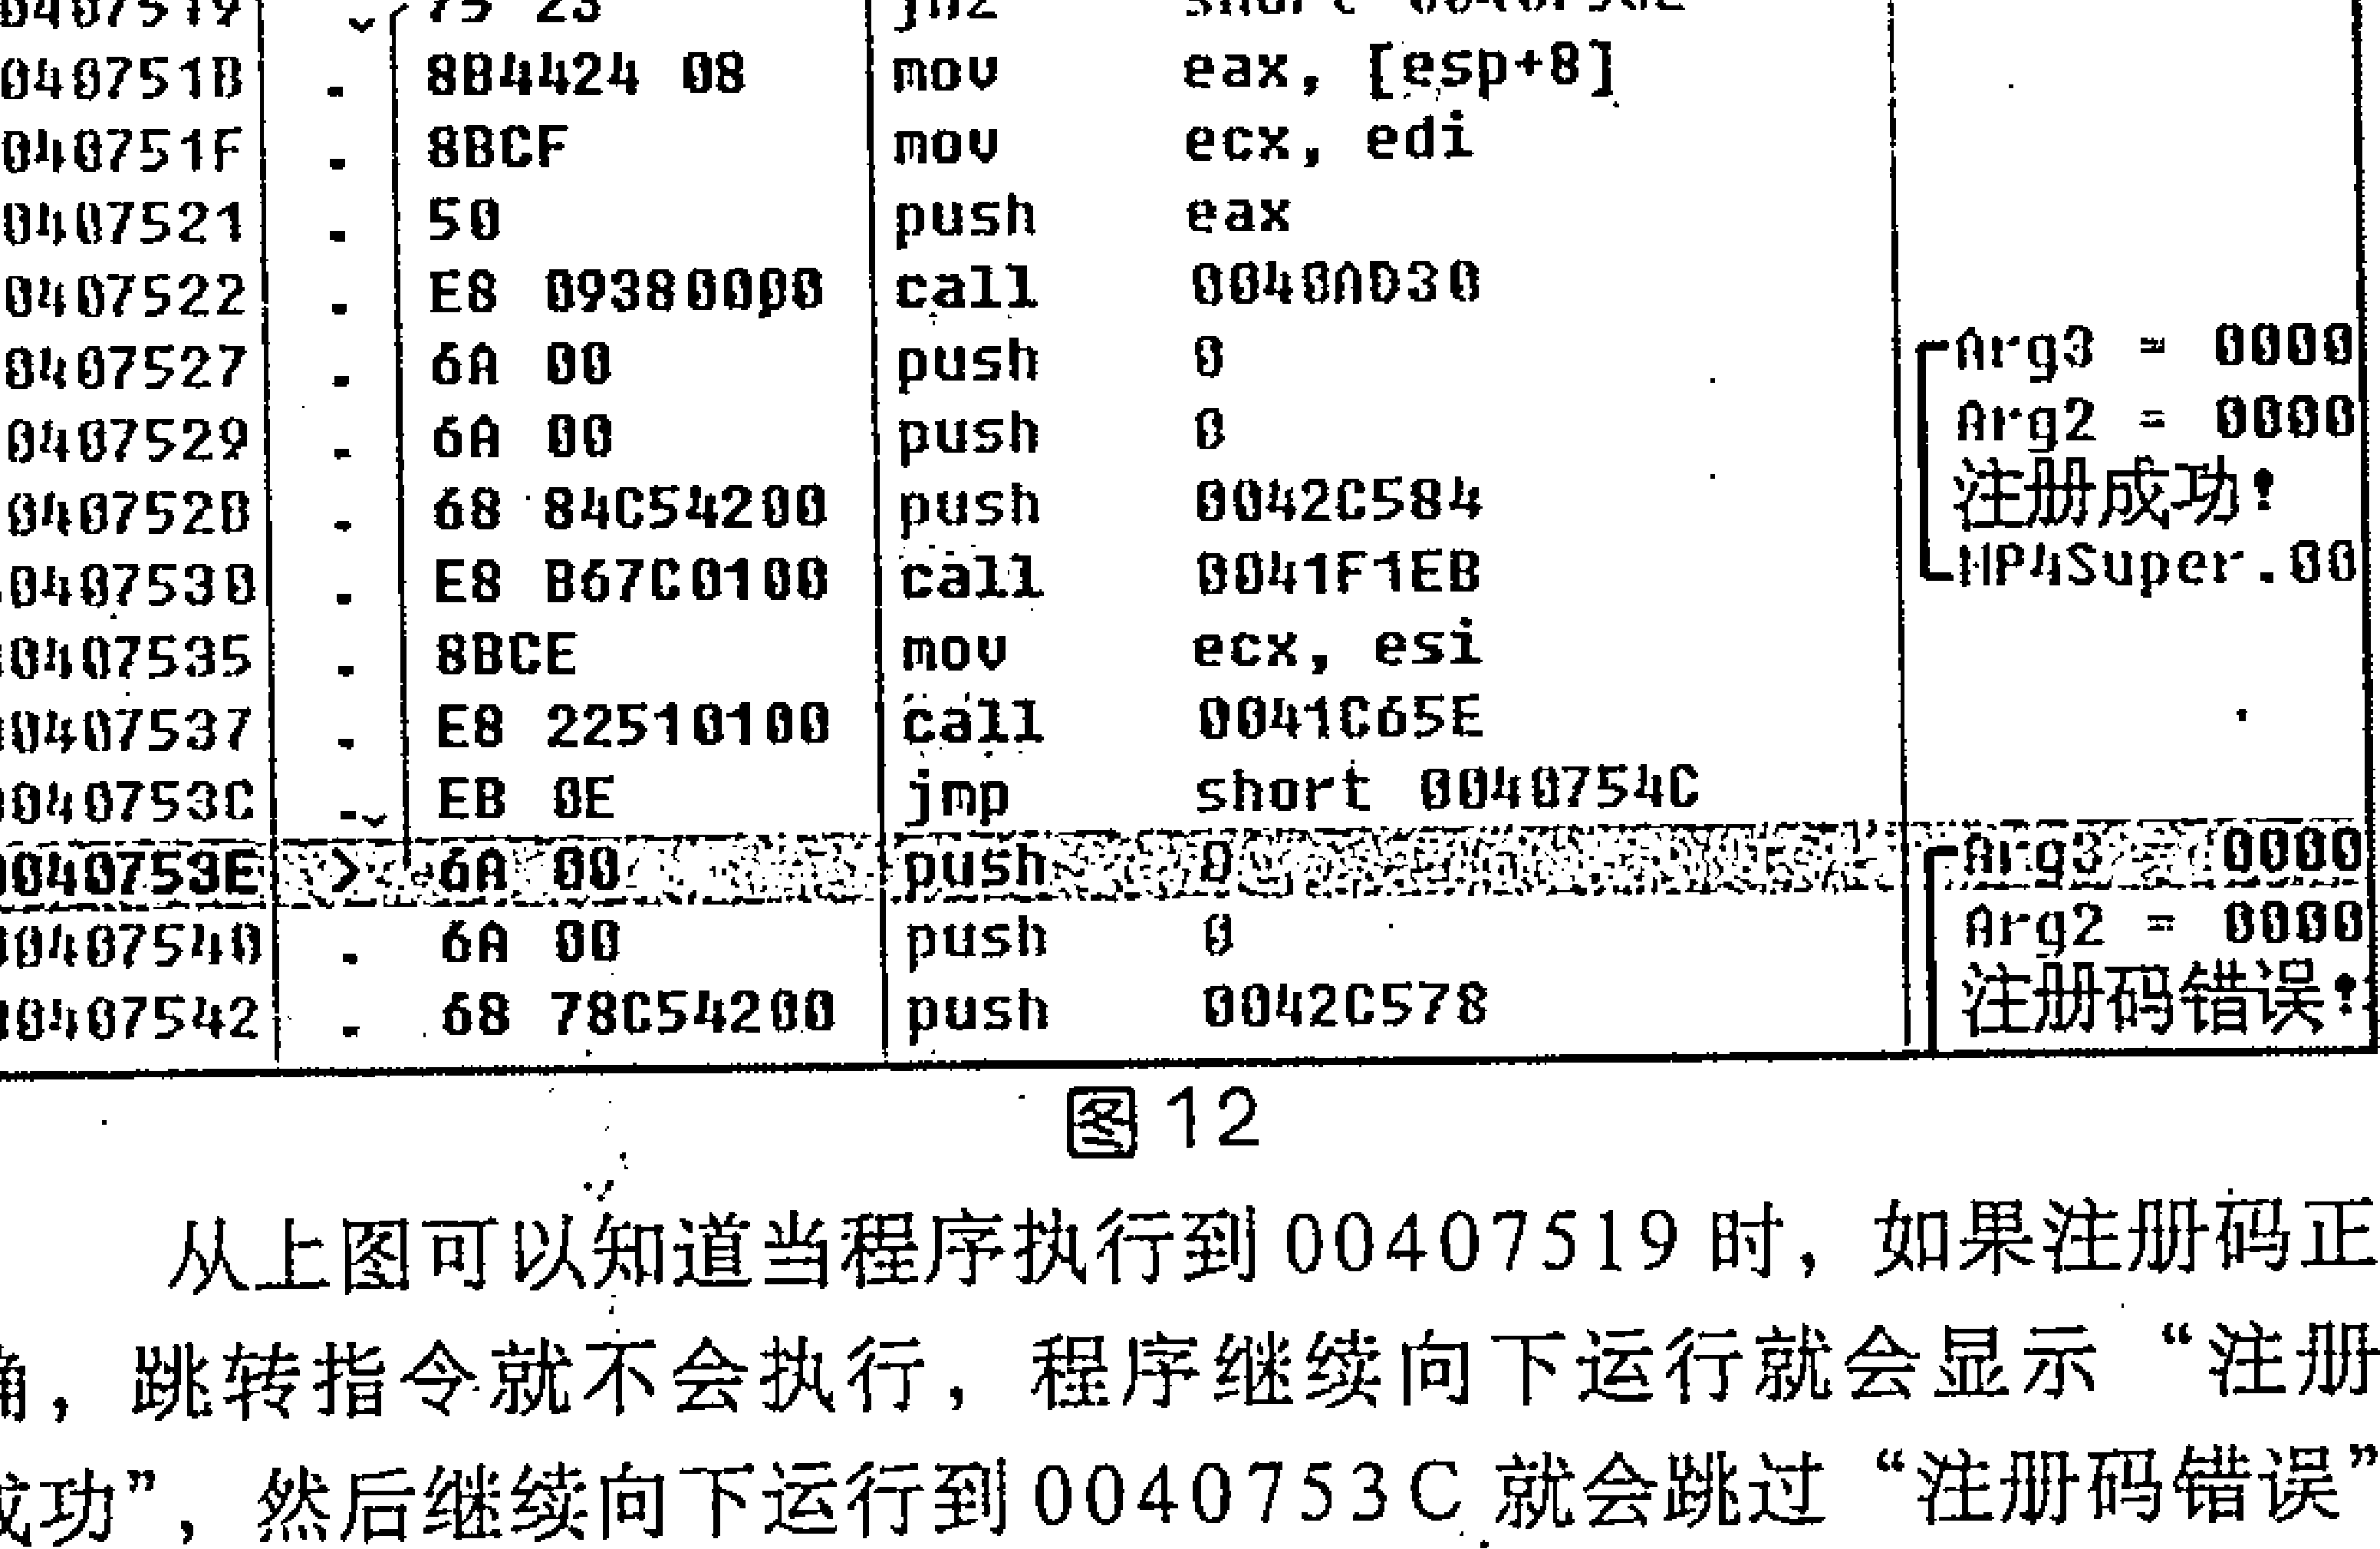 00407519 75 23 jnz short 0040753E
0040751B . 8B4424 08 mov eax, [esp+8]
0040751F . 8BCF mov ecx, edi
00407521 . 50 push eax
00407522 . E8 09380000 call 0040AD30
00407527 . 6A 00 push 0 Arg3 = 0000
00407529 . 6A 00 push 0 Arg2 = 0000
0040752B . 68 84C54200 push 0042C584 注册成功!
00407530 . E8 B67C0100 call 0041F1EB MP4Super.00
00407535 . 8BCE mov ecx, esi
00407537 . E8 22510100 call 0041C65E
0040753C . EB 0E jmp short 0040754C
0040753E > 6A 00 push 0 Arg3 = 0000
00407540 . 6A 00 push 0 Arg2 = 0000
00407542 . 68 78C54200 push 0042C578 注册码错误!
图 12
从上图可以知道当程序执行到 00407519 时，如果注册码正
确，跳转指令就不会执行，程序继续向下运行就会显示“注册
成功”，然后继续向下运行到 0040753C 就会跳过“注册码错误”